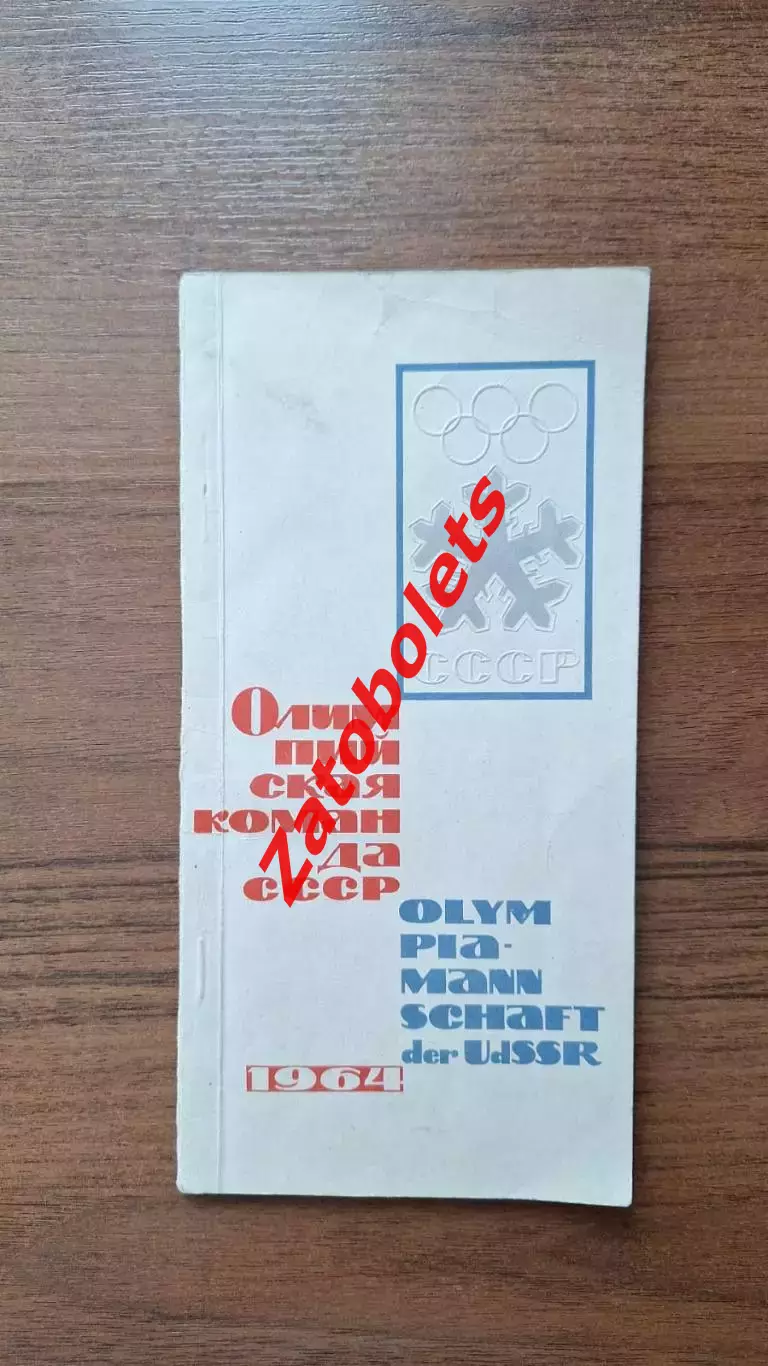 СССР
Олим
пий
ская
коман
да
СССР
OLYM
PIA-
MANN
SCHAFT
der UdSSR
1964
Zatobolets